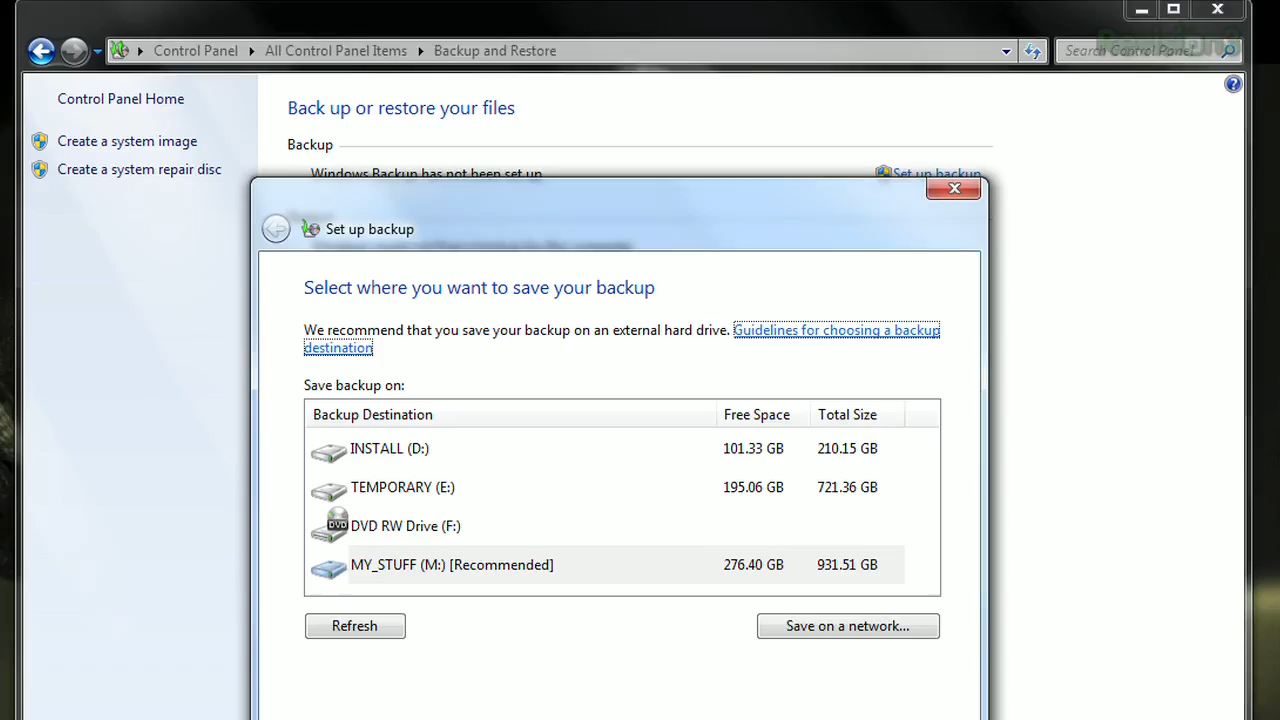 Control Panel
All Control Panel Items
Backup and Restore
Search Control Panel
Control Panel Home
Create a system image
Create a system repair disc
Back up or restore your files
Backup
Windows Backup has not been set up
Set up backup
Set up backup
Select where you want to save your backup
We recommend that you save your backup on an external hard drive. Guidelines for choosing a backup
destination
Save backup on:
Backup Destination Free Space Total Size
INSTALL (D:) 101.33 GB 210.15 GB
TEMPORARY (E:) 195.06 GB 721.36 GB
DVD
DVD RW Drive (F:)
MY_STUFF (M:) [Recommended] 276.40 GB 931.51 GB
Refresh
Save on a network...